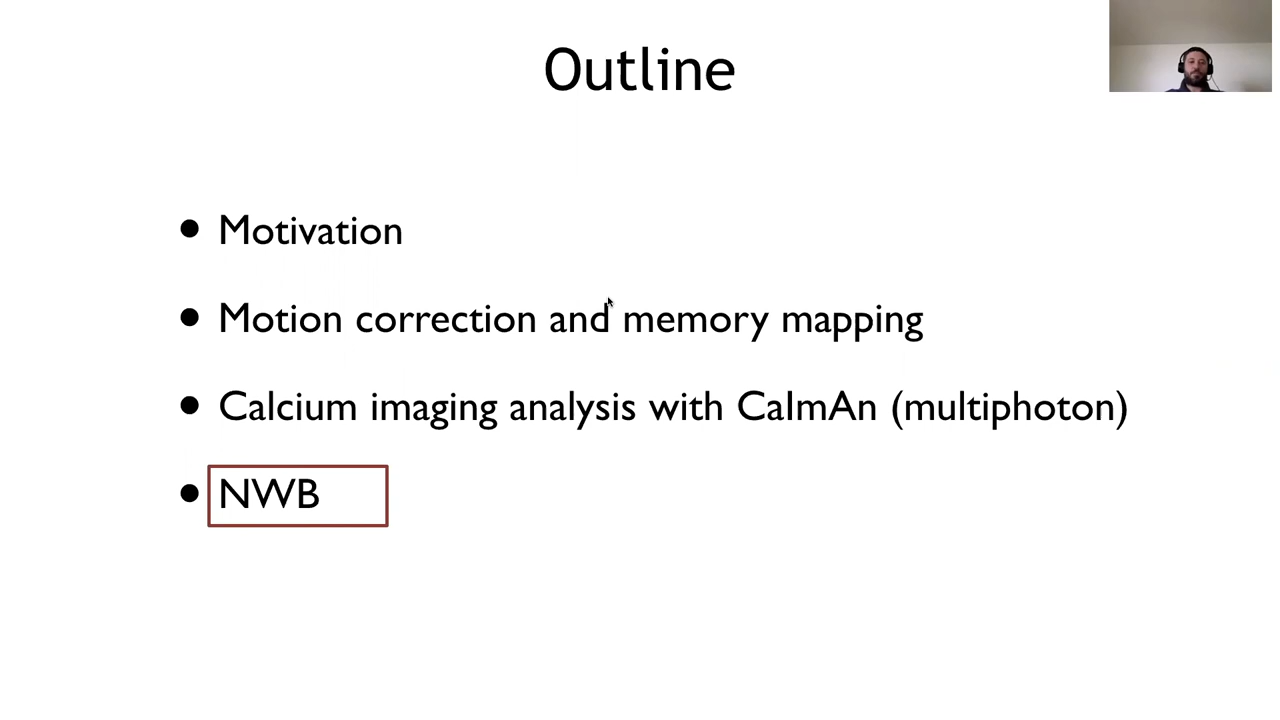 Outline
• Motivation
• Motion correction and memory mapping
• Calcium imaging analysis with CaImAn (multiphoton)
• NWB